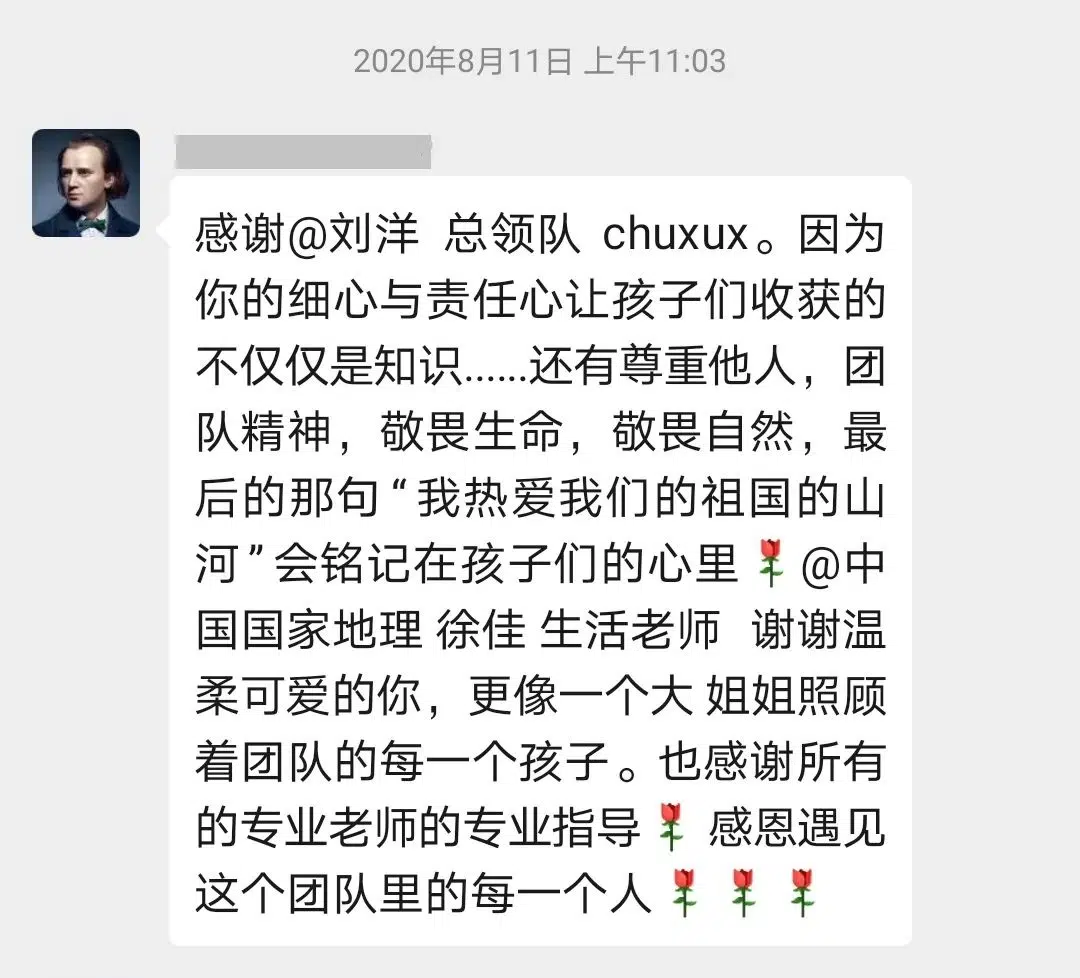 2020年8月11日 上午11:03
感谢@刘洋  总领队  chuxux。因为
你的细心与责任心让孩子们收获的
不仅仅是知识......还有尊重他人，团
队精神，敬畏生命，敬畏自然，最
后的那句“我热爱我们的祖国的山
河”会铭记在孩子们的心里🌹@中
国国家地理 徐佳 生活老师  谢谢温
柔可爱的你，更像一个大 姐姐照顾
着团队的每一个孩子。也感谢所有
的专业老师的专业指导🌹 感恩遇见
这个团队里的每一个人🌹 🌹 🌹